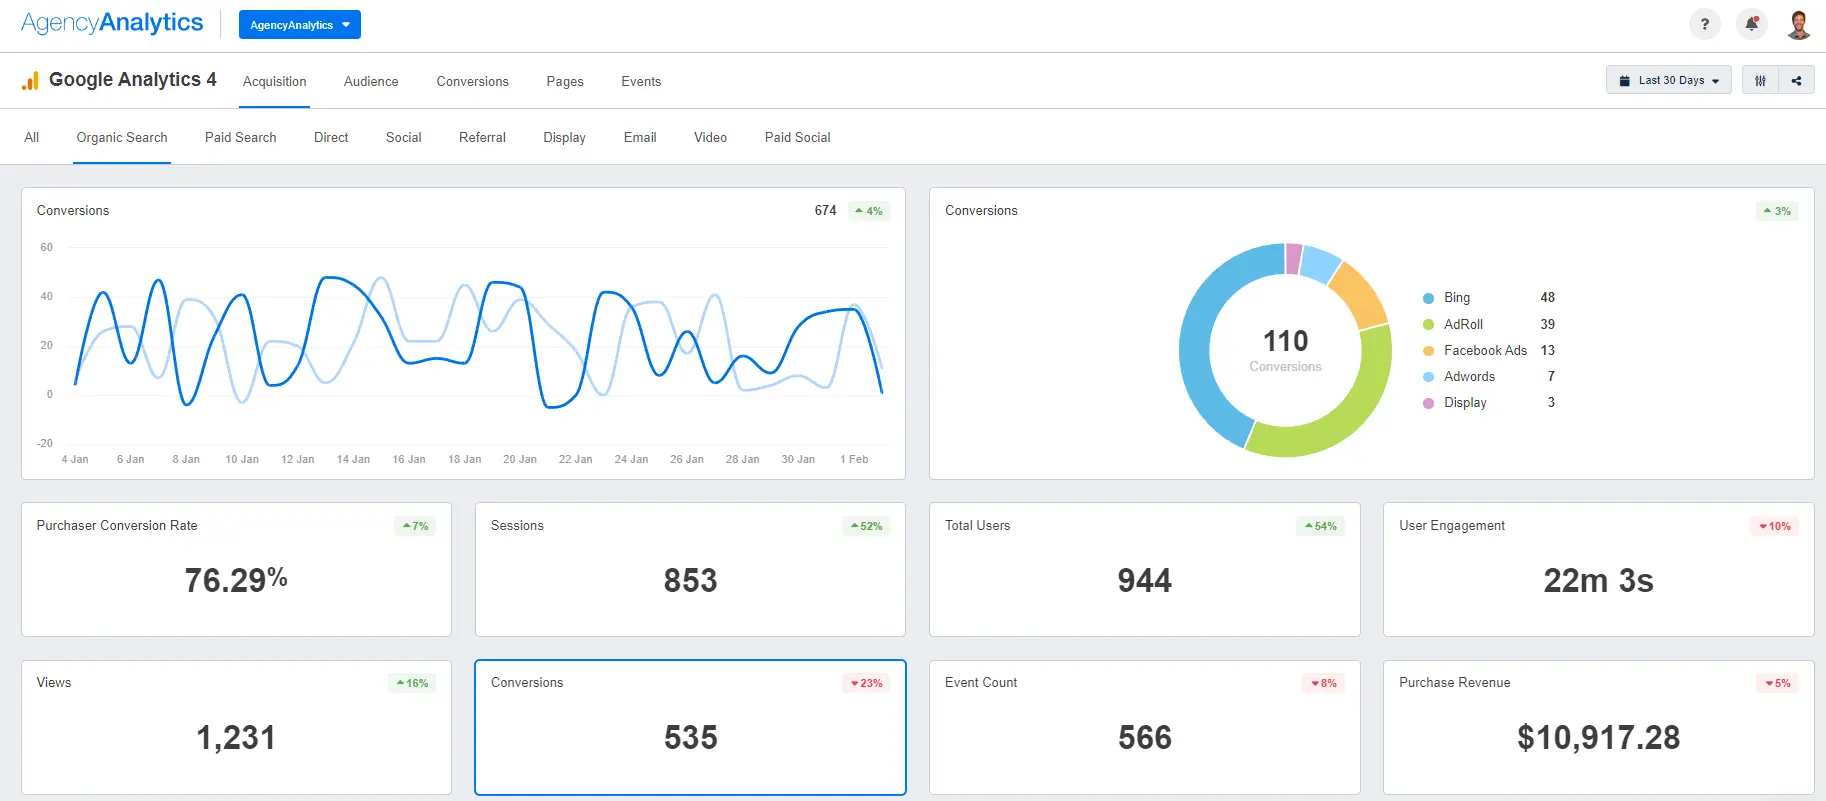 AgencyAnalytics
AgencyAnalytics
?
Google Analytics 4
Acquisition
Audience
Conversions
Pages
Events
Last 30 Days
All
Organic Search
Paid Search
Direct
Social
Referral
Display
Email
Video
Paid Social
Conversions
674
4%
60
40
20
0
-20
4 Jan
6 Jan
8 Jan
10 Jan
12 Jan
14 Jan
16 Jan
18 Jan
20 Jan
22 Jan
24 Jan
26 Jan
28 Jan
30 Jan
1 Feb
Conversions
3%
110
Conversions
Bing 48
AdRoll 39
Facebook Ads 13
Adwords 7
Display 3
Purchaser Conversion Rate
7%
76.29%
Sessions
52%
853
Total Users
54%
944
User Engagement
10%
22m 3s
Views
16%
1,231
Conversions
23%
535
Event Count
8%
566
Purchase Revenue
5%
$10,917.28